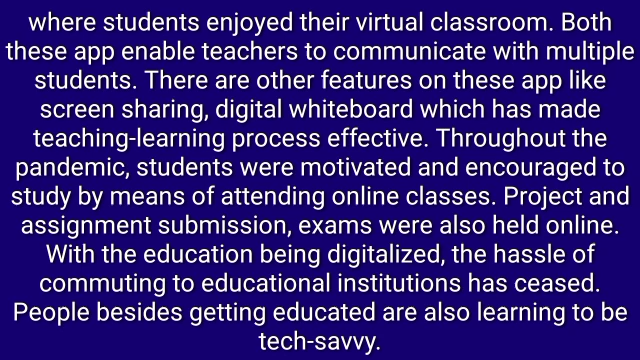 where students enjoyed their virtual classroom. Both
these app enable teachers to communicate with multiple
students. There are other features on these app like
screen sharing, digital whiteboard which has made
teaching-learning process effective. Throughout the
pandemic, students were motivated and encouraged to
study by means of attending online classes. Project and
assignment submission, exams were also held online.
With the education being digitalized, the hassle of
commuting to educational institutions has ceased.
People besides getting educated are also learning to be
tech-savvy.